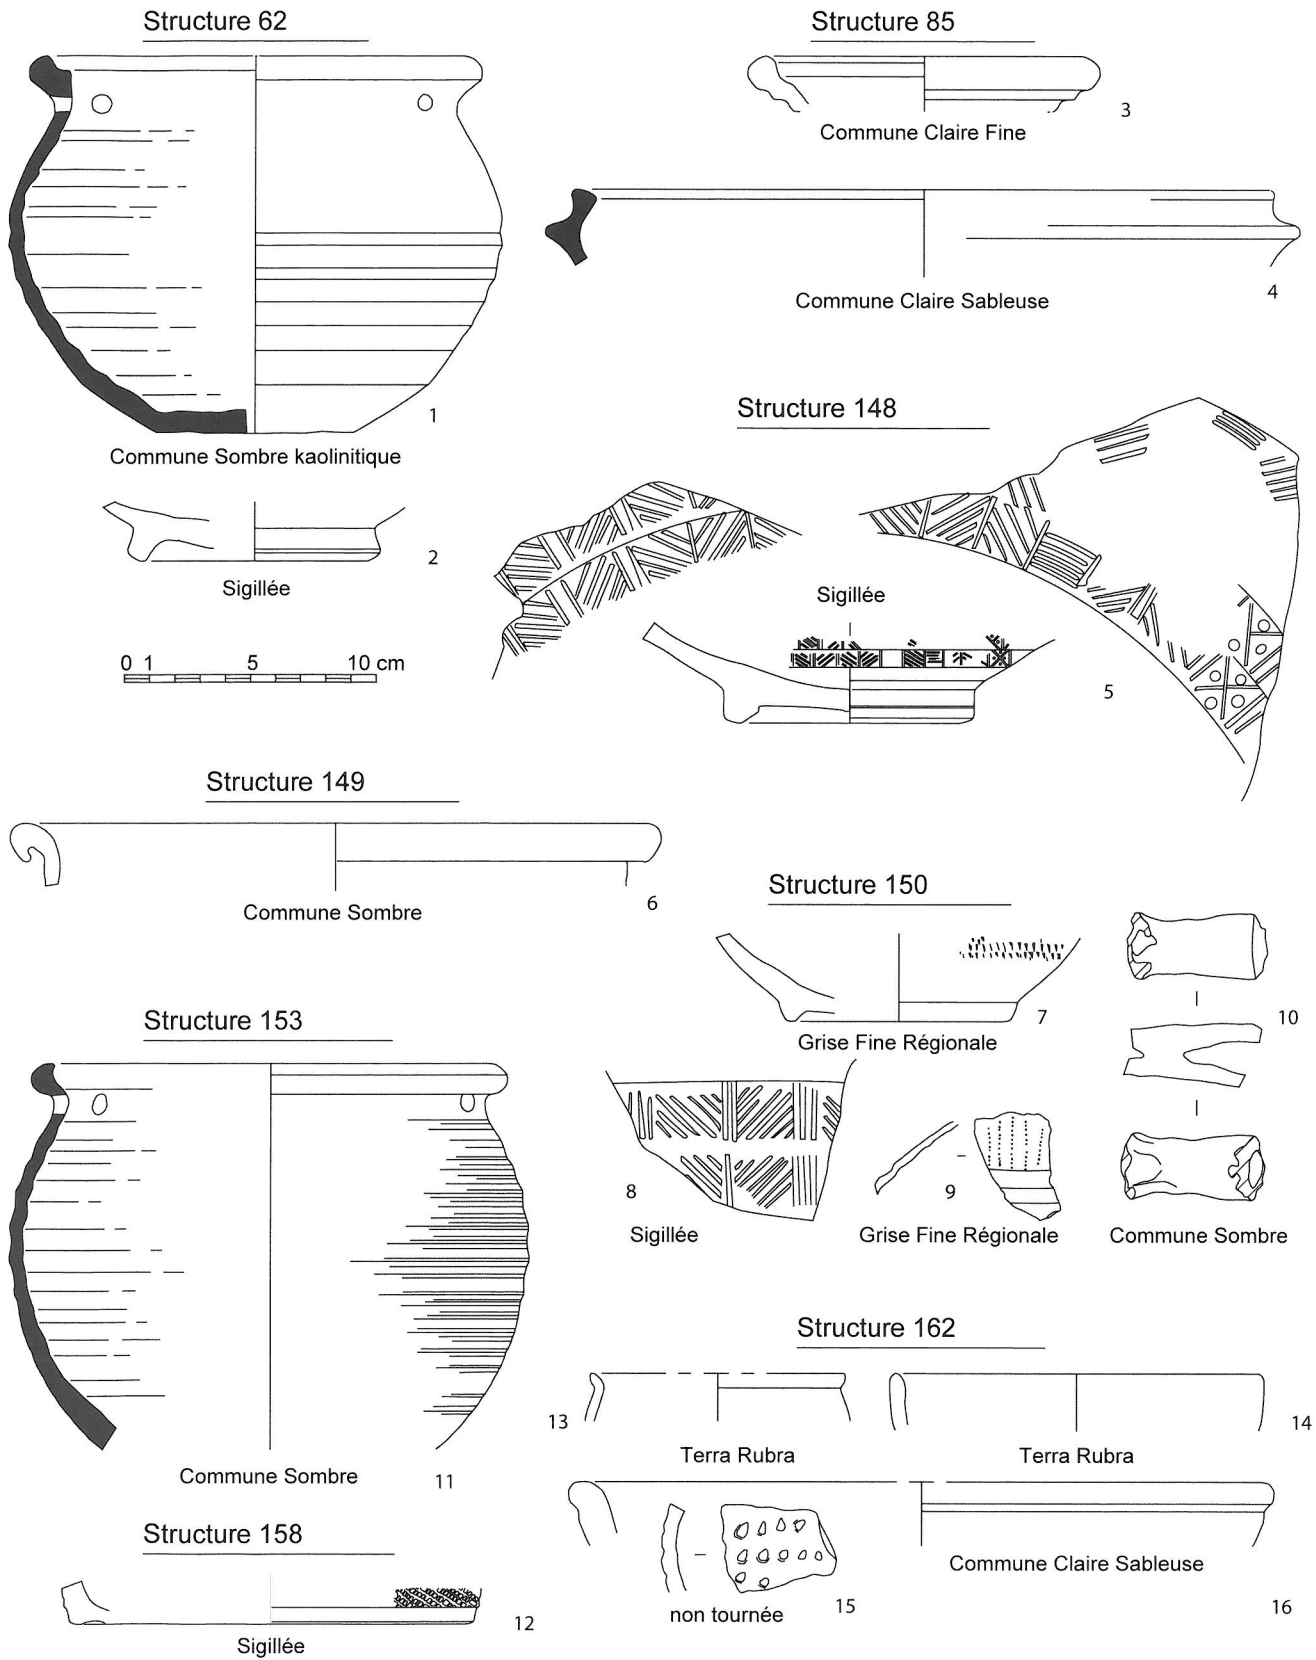 Structure 62
1
Commune Sombre kaolinitique
2
Sigillée
0 1 5 10 cm
Structure 85
3
Commune Claire Fine
4
Commune Claire Sableuse
Structure 148
Sigillée
5
Structure 149
6
Commune Sombre
Structure 150
7
Grise Fine Régionale
8
Sigillée
9
Grise Fine Régionale
10
Commune Sombre
Structure 153
Commune Sombre
11
Structure 158
12
Sigillée
Structure 162
13
Terra Rubra
14
Terra Rubra
15
non tournée
Commune Claire Sableuse
16